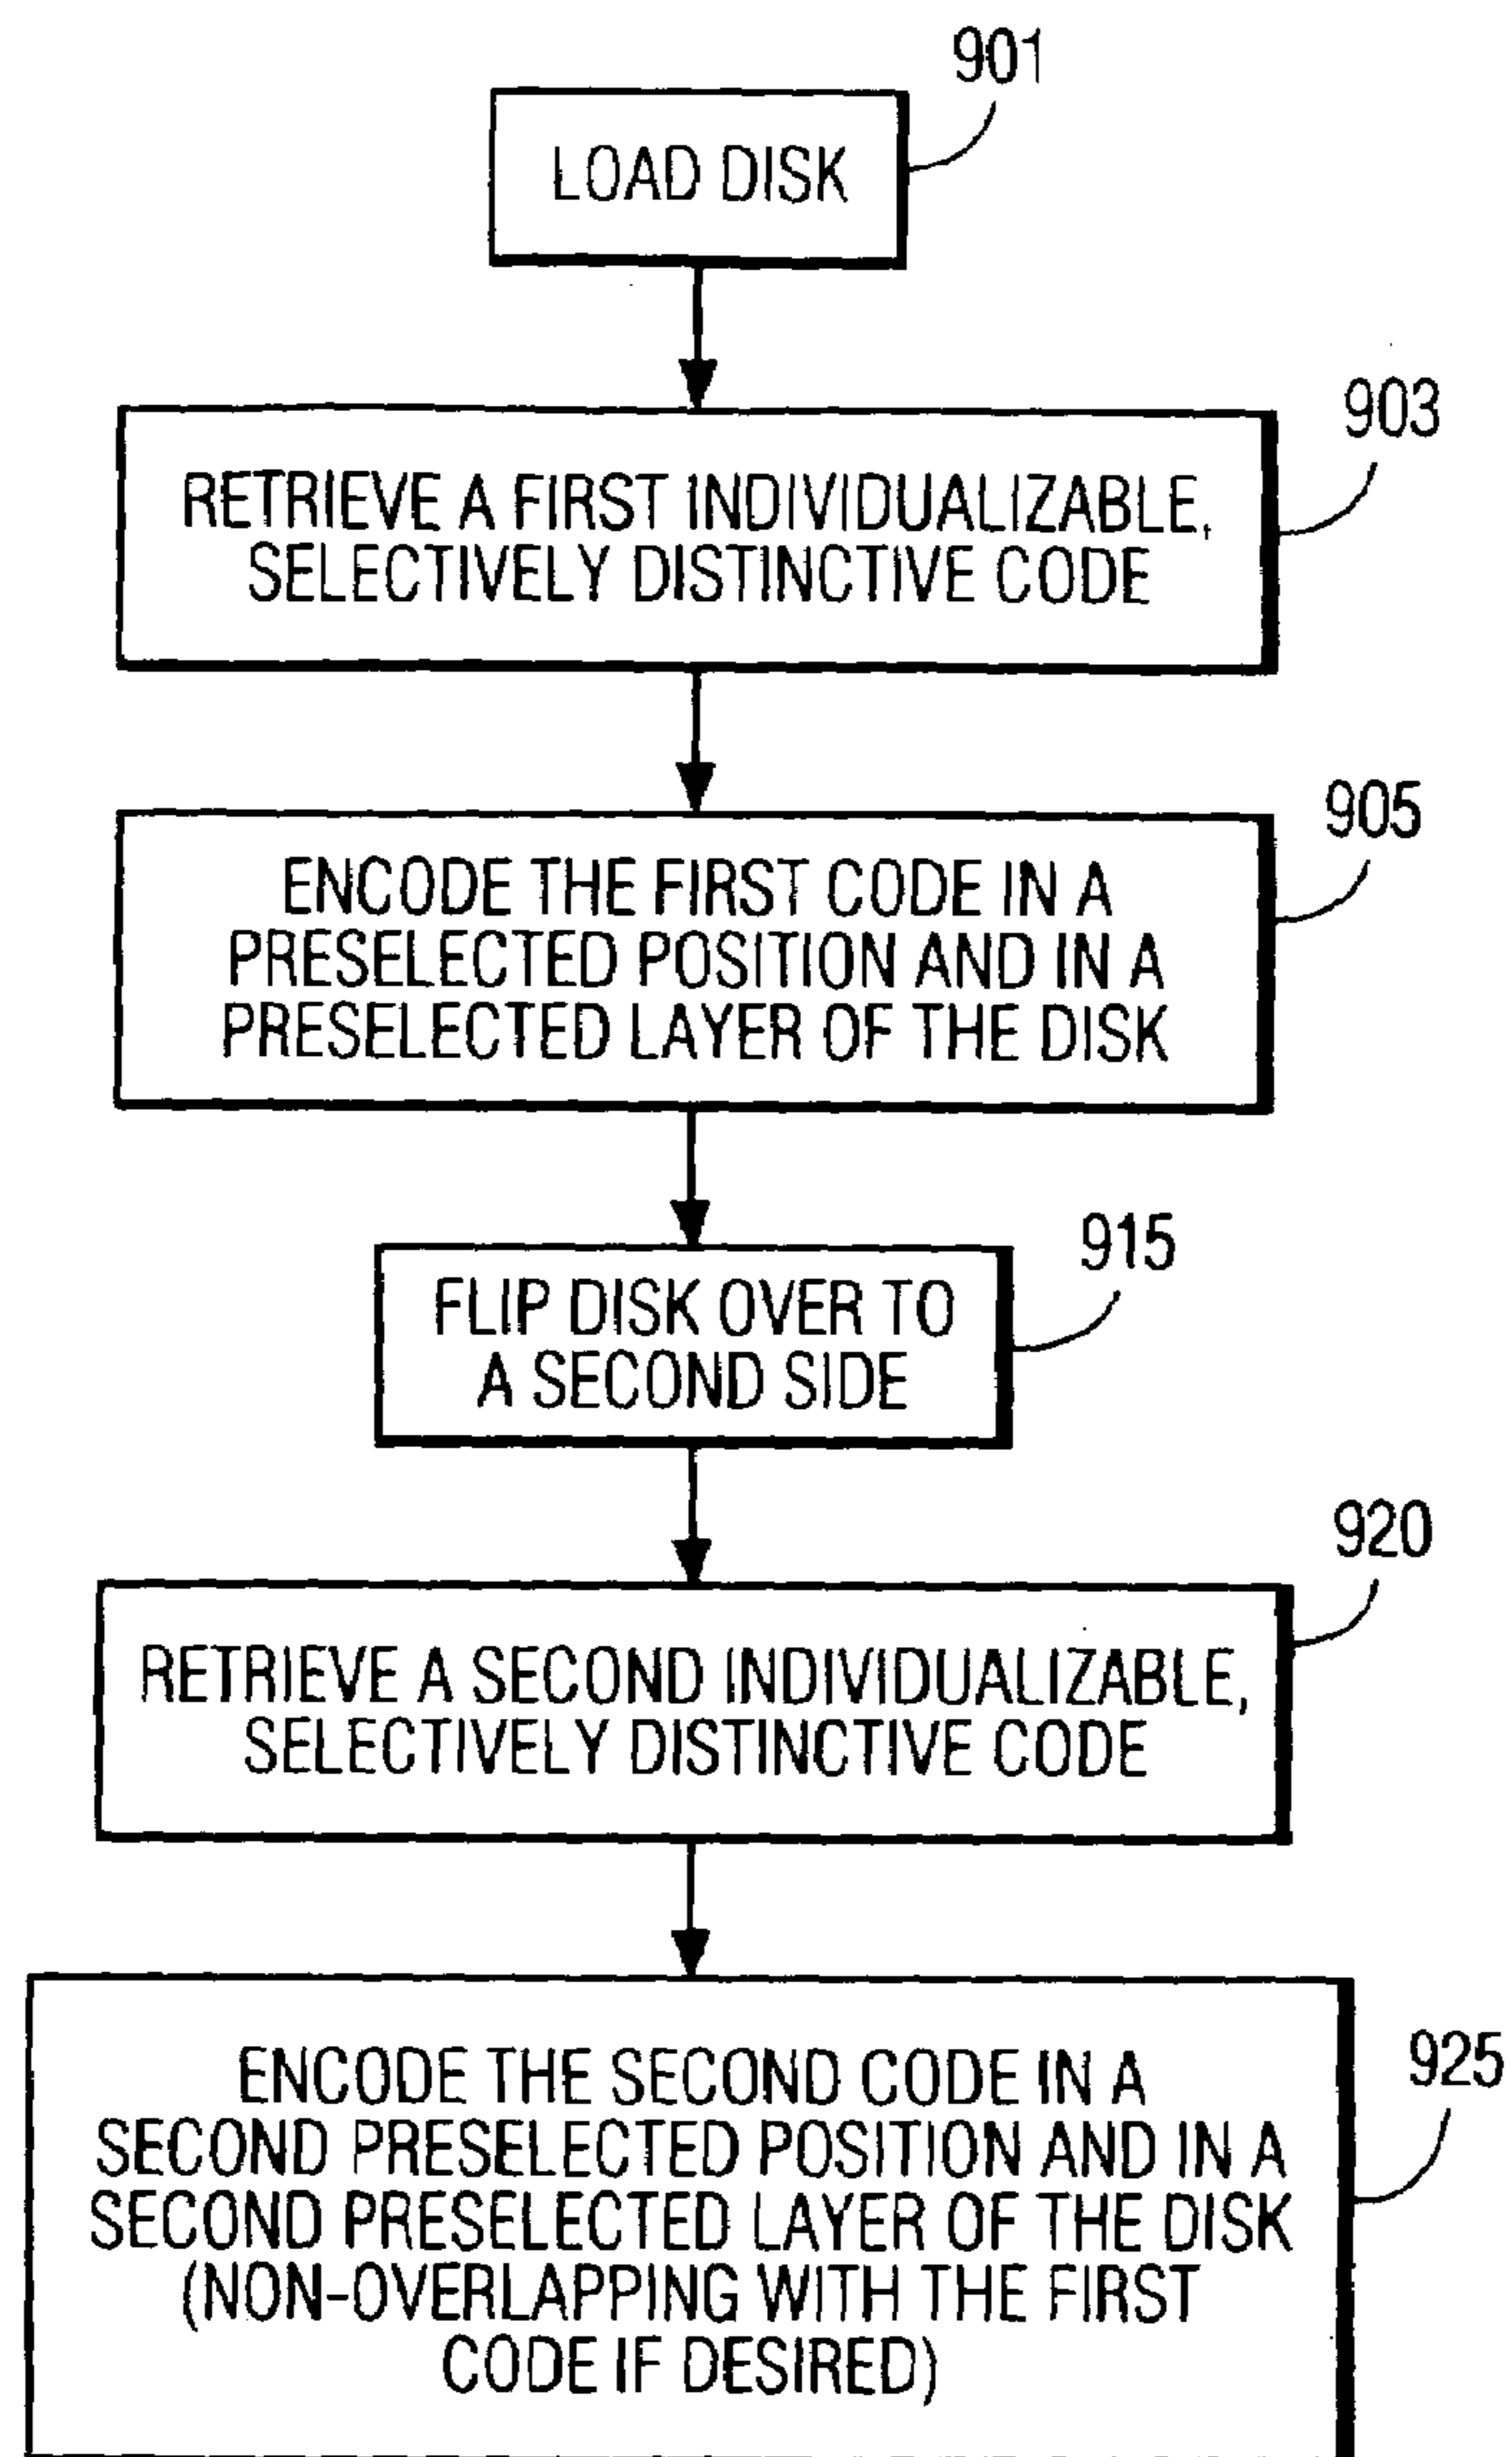 901
LOAD DISK
903
RETRIEVE A FIRST INDIVIDUALIZABLE,
SELECTIVELY DISTINCTIVE CODE
905
ENCODE THE FIRST CODE IN A
PRESELECTED POSITION AND IN A
PRESELECTED LAYER OF THE DISK
915
FLIP DISK OVER TO
A SECOND SIDE
920
RETRIEVE A SECOND INDIVIDUALIZABLE,
SELECTIVELY DISTINCTIVE CODE
925
ENCODE THE SECOND CODE IN A
SECOND PRESELECTED POSITION AND IN A
SECOND PRESELECTED LAYER OF THE DISK
(NON-OVERLAPPING WITH THE FIRST
CODE IF DESIRED)